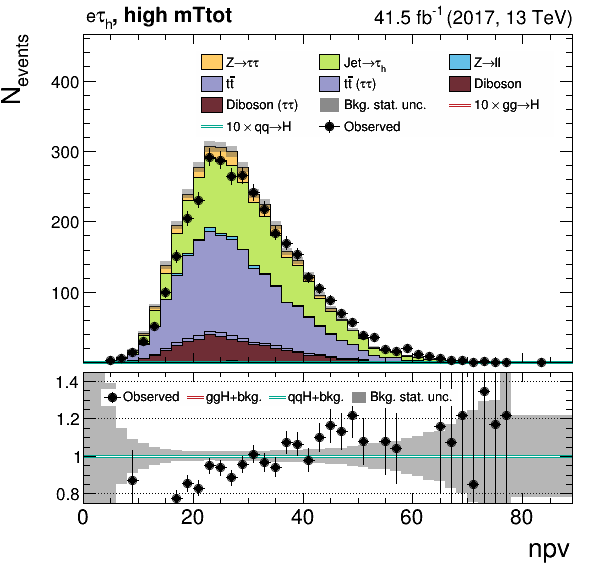 eτh, high mTtot 41.5 fb-1 (2017, 13 TeV)
Nevents
Z→ττ Jet→τh Z→ll
tt̄ tt̄ (ττ) Diboson
Diboson (ττ) Bkg. stat. unc. 10 × gg→H
10 × qq→H Observed
400
300
200
100
1.4
Observed ggH+bkg. qqH+bkg. Bkg. stat. unc.
1.2
1
0.8
0 20 40 60 80
npv